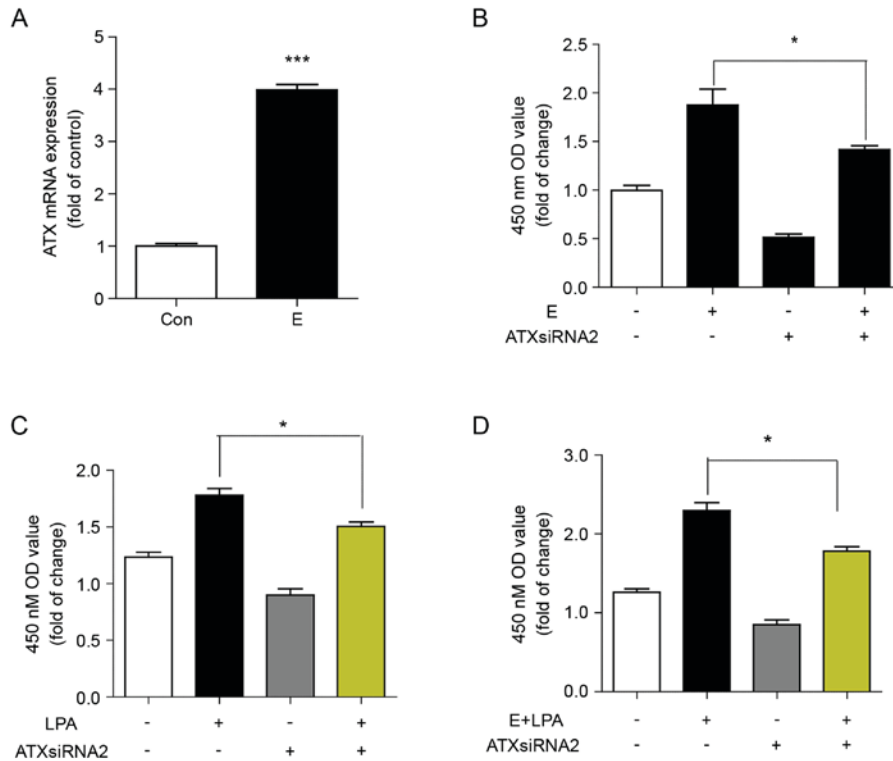 A
ATX mRNA expression
(fold of control)
5
4
3
2
1
0
***
Con E
B
450 nm OD value
(fold of change)
2.5
2.0
1.5
1.0
0.5
0.0
*
E - + - +
ATXsiRNA2 - - + +
C
450 nM OD value
(fold of change)
2.0
1.5
1.0
0.5
0.0
*
LPA - + - +
ATXsiRNA2 - - + +
D
450 nM OD value
(fold of change)
3.0
2.0
1.0
0.0
*
E+LPA - + - +
ATXsiRNA2 - - + +